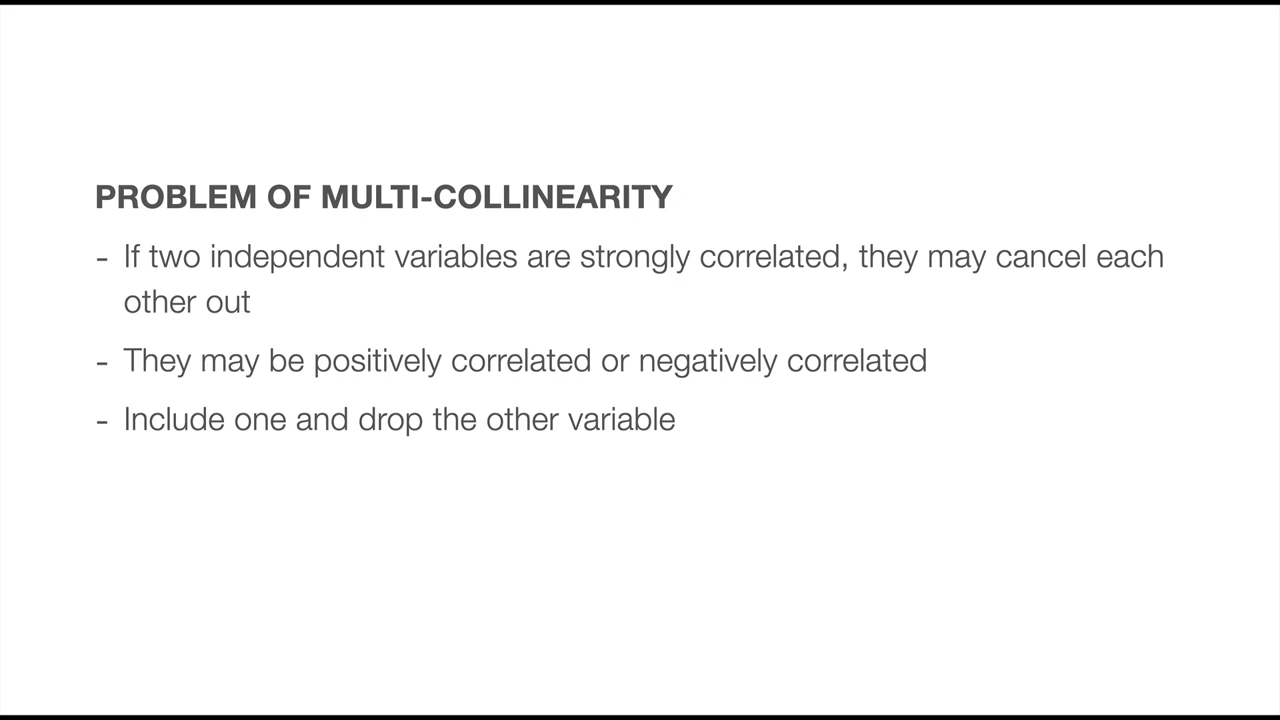 PROBLEM OF MULTI-COLLINEARITY
- If two independent variables are strongly correlated, they may cancel each
other out
- They may be positively correlated or negatively correlated
- Include one and drop the other variable